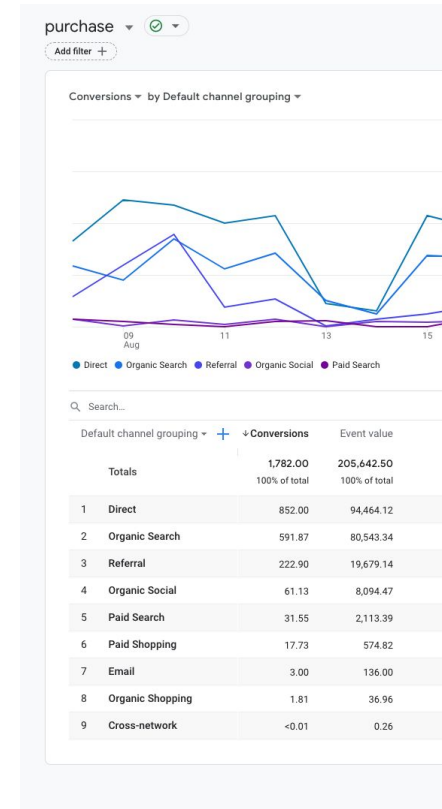 purchase
Add filter +
Conversions by Default channel grouping
09 11 13 15
Aug
Direct Organic Search Referral Organic Social Paid Search
Search...
Default channel grouping + ↓Conversions Event value
Totals 1,782.00 205,642.50
100% of total 100% of total
1 Direct 852.00 94,464.12
2 Organic Search 591.87 80,543.34
3 Referral 222.90 19,679.14
4 Organic Social 61.13 8,094.47
5 Paid Search 31.55 2,113.39
6 Paid Shopping 17.73 574.82
7 Email 3.00 136.00
8 Organic Shopping 1.81 36.96
9 Cross-network <0.01 0.26